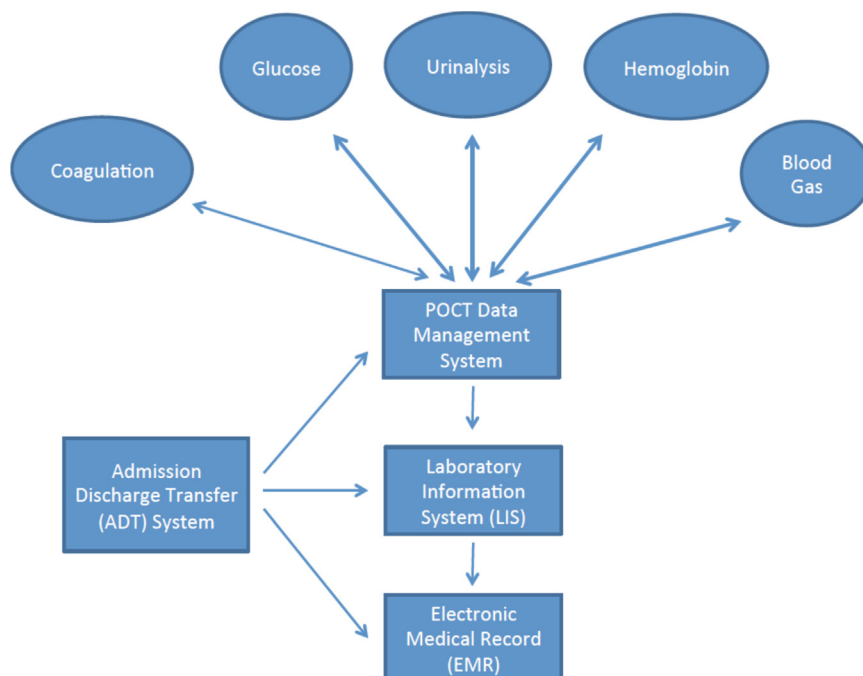 Glucose
Urinalysis
Hemoglobin
Coagulation
Blood
Gas
POCT Data
Management
System
Admission
Discharge Transfer
(ADT) System
Laboratory
Information
System (LIS)
Electronic
Medical Record
(EMR)